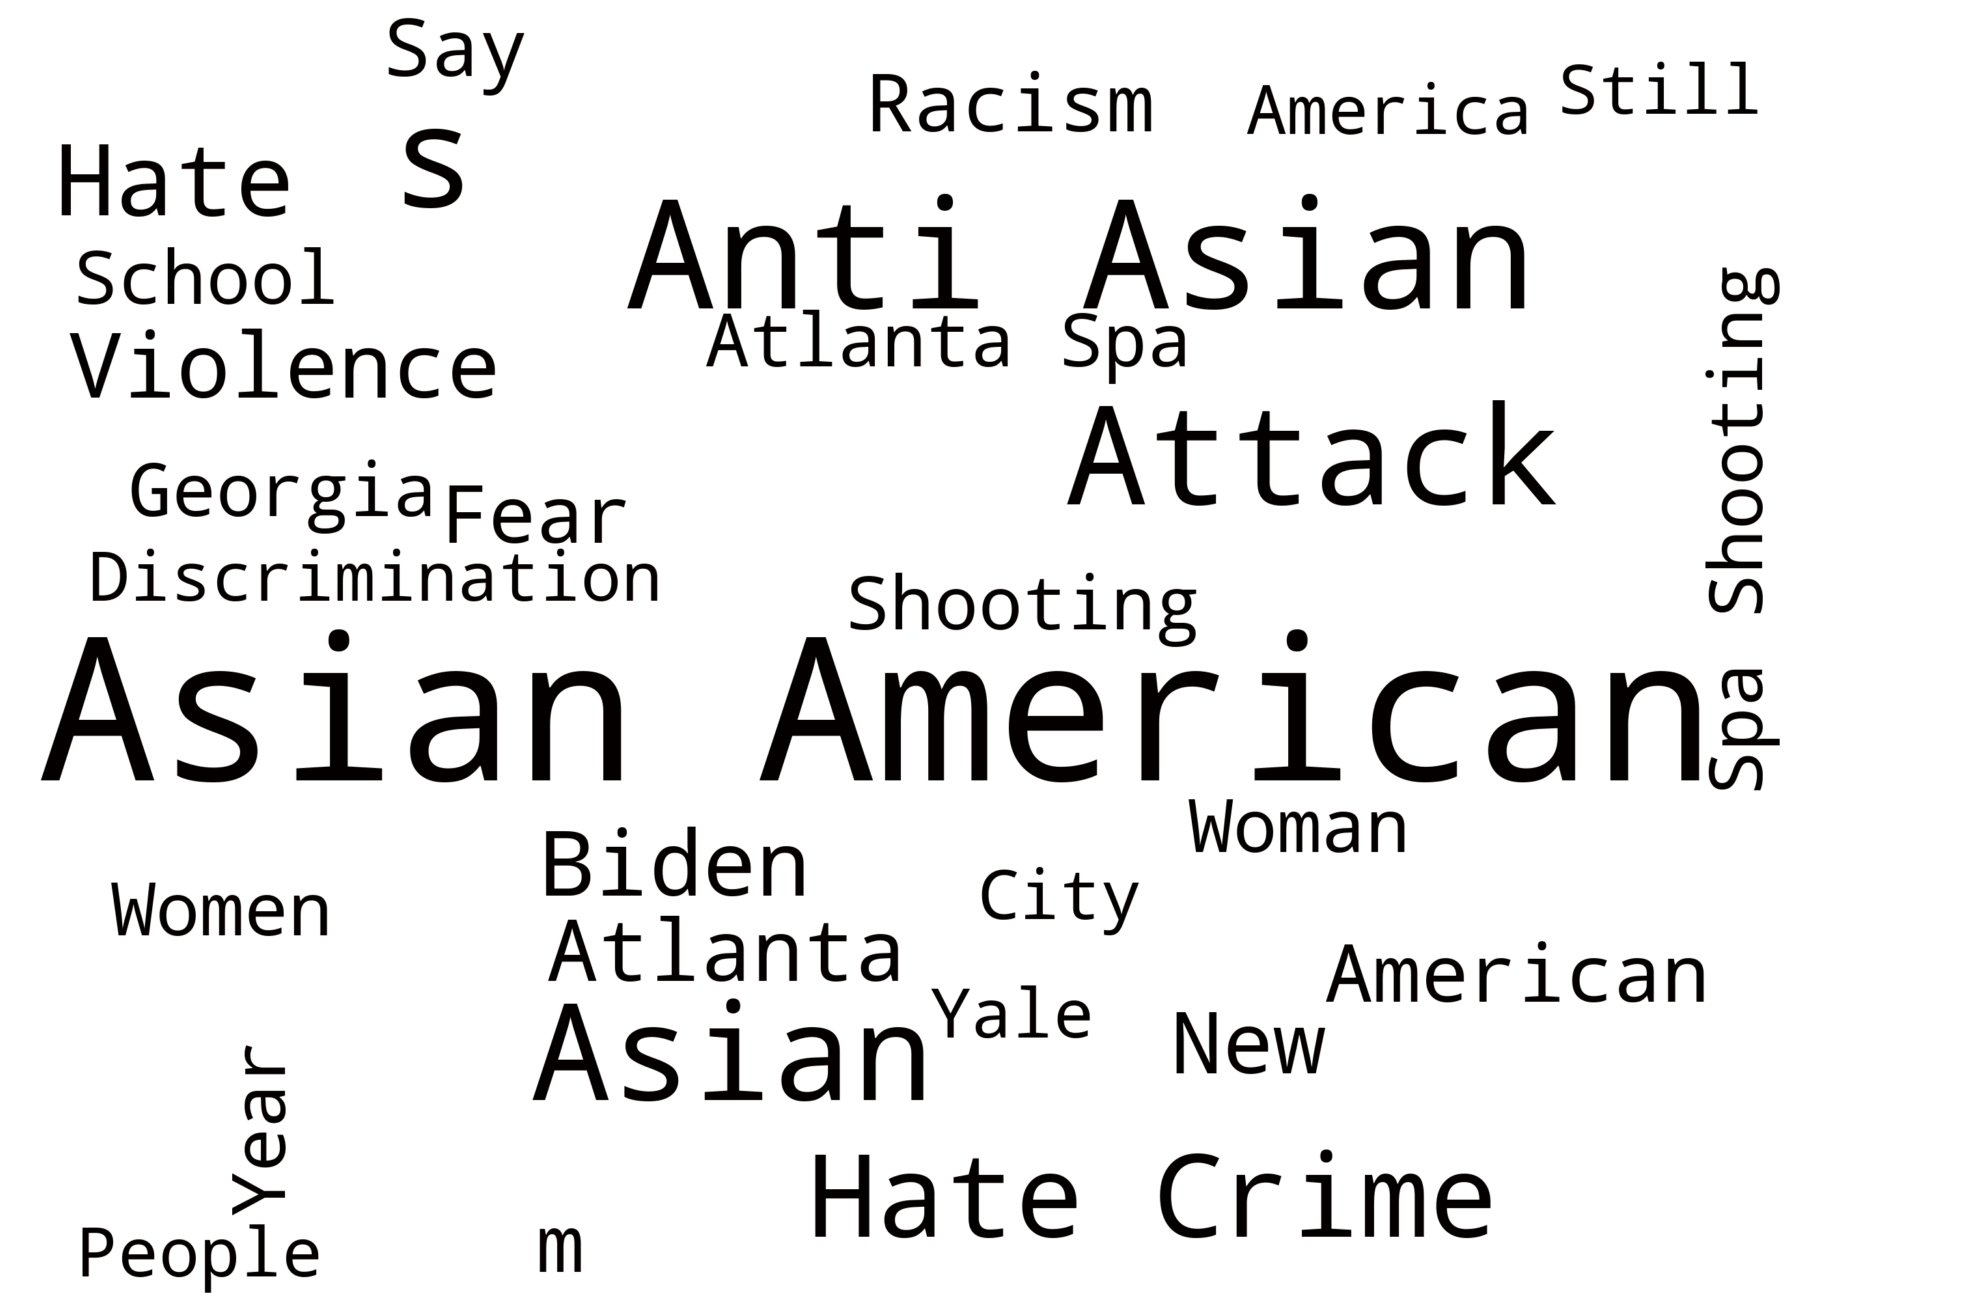 Say
Racism America Still
Hate s
Anti Asian
School
Atlanta Spa
Violence
Attack
Spa Shooting
Georgia Fear
Discrimination
Shooting
Asian American
Woman
Biden
City
Women
Atlanta
American
Yale
New
Asian
Year
Hate Crime
People m